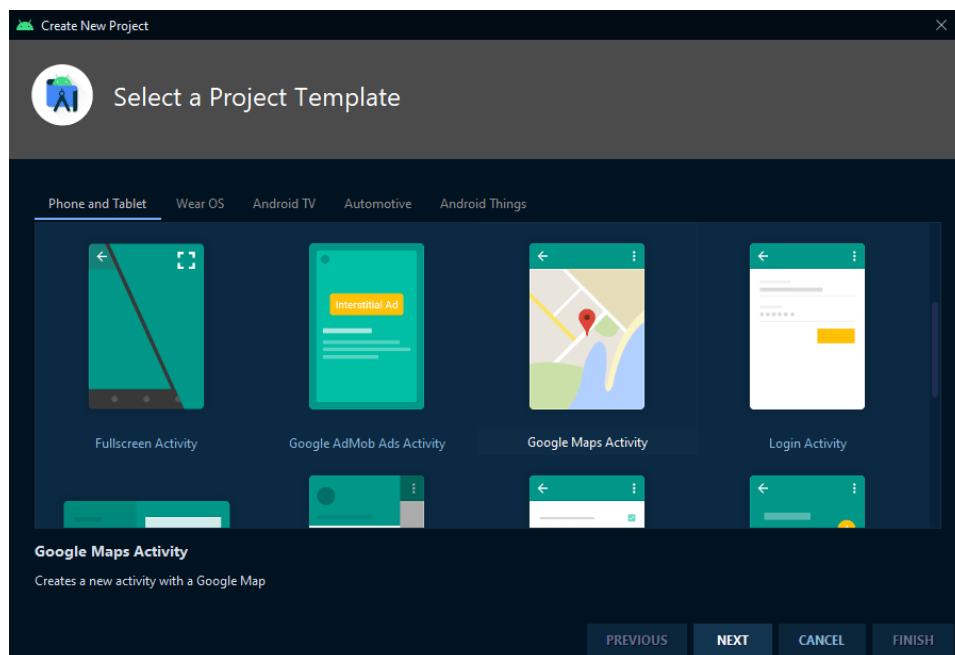 Create New Project
Select a Project Template
Phone and Tablet Wear OS Android TV Automotive Android Things
Interstitial Ad
Fullscreen Activity Google AdMob Ads Activity Google Maps Activity Login Activity
Google Maps Activity
Creates a new activity with a Google Map
PREVIOUS NEXT CANCEL FINISH